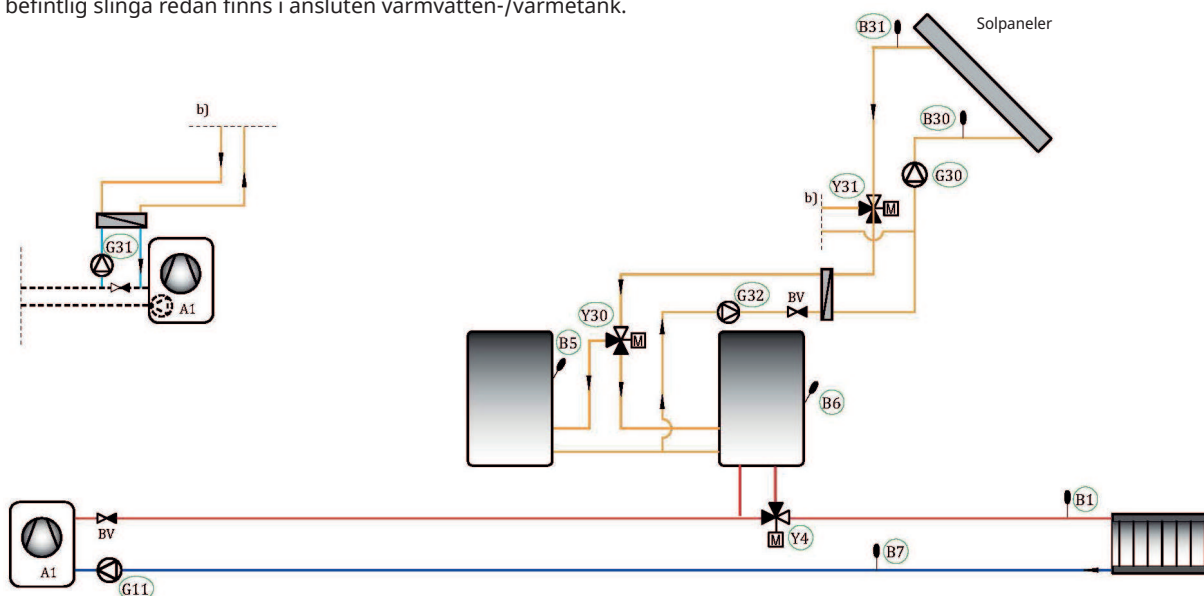 befintlig slinga redan finns i ansluten varmvatten-/värmetank.
Solpaneler
B31
b)
B30
G30
Y31
b)
M
G31
A1
G32
BV
Y30
M
B5
B6
B1
BV
M
Y4
B7
A1
G11